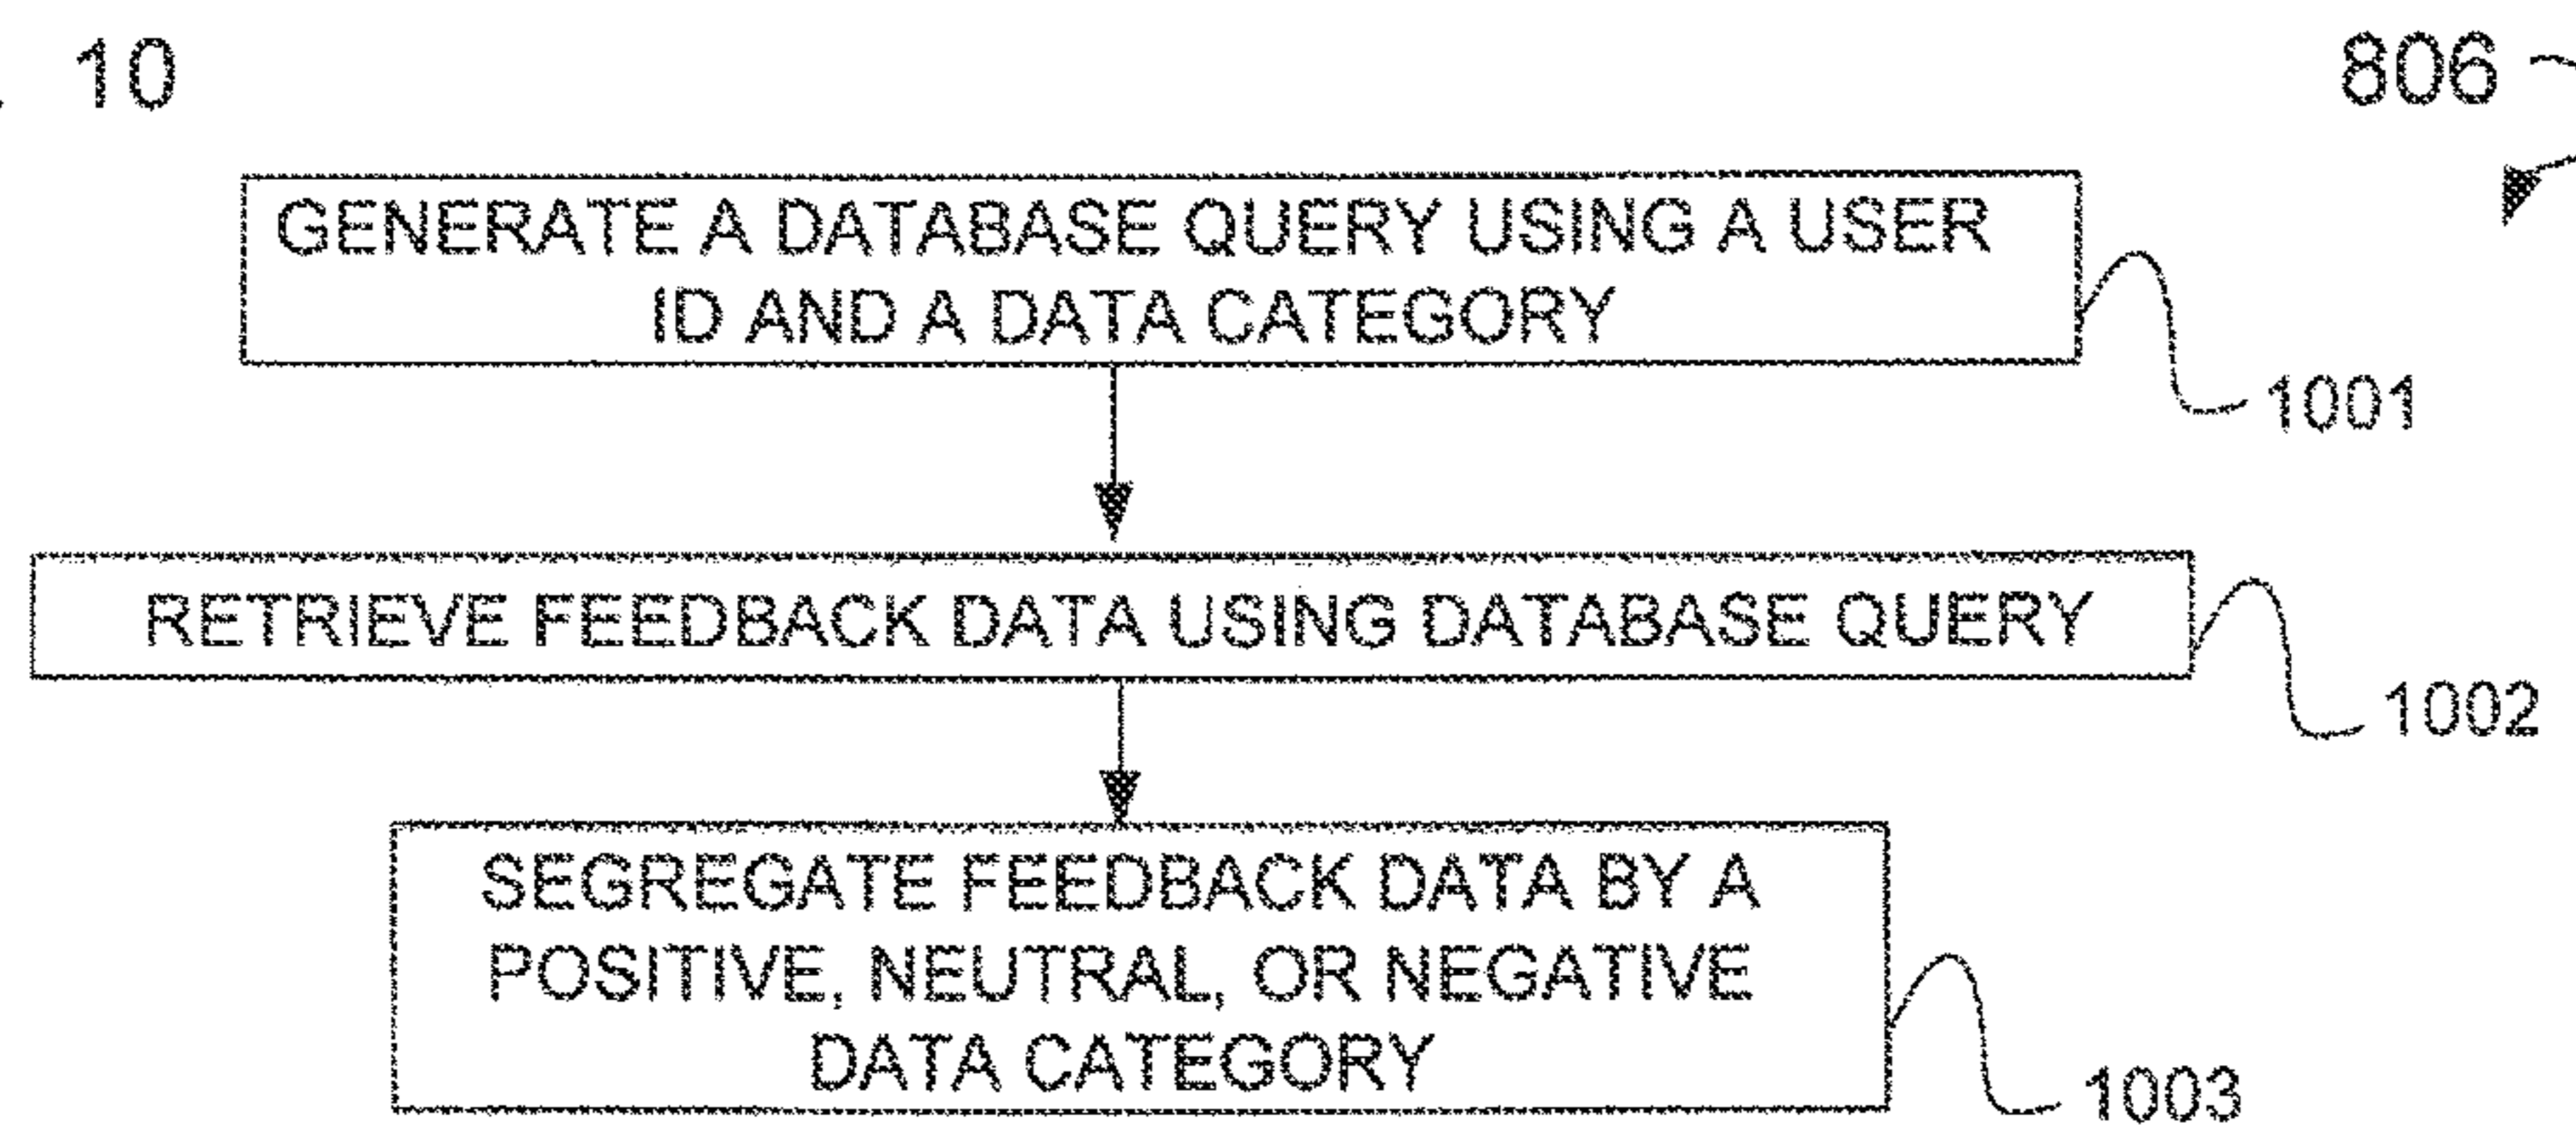 . 10
806
GENERATE A DATABASE QUERY USING A USER
ID AND A DATA CATEGORY
1001
RETRIEVE FEEDBACK DATA USING DATABASE QUERY
1002
SEGREGATE FEEDBACK DATA BY A
POSITIVE, NEUTRAL, OR NEGATIVE
DATA CATEGORY
1003